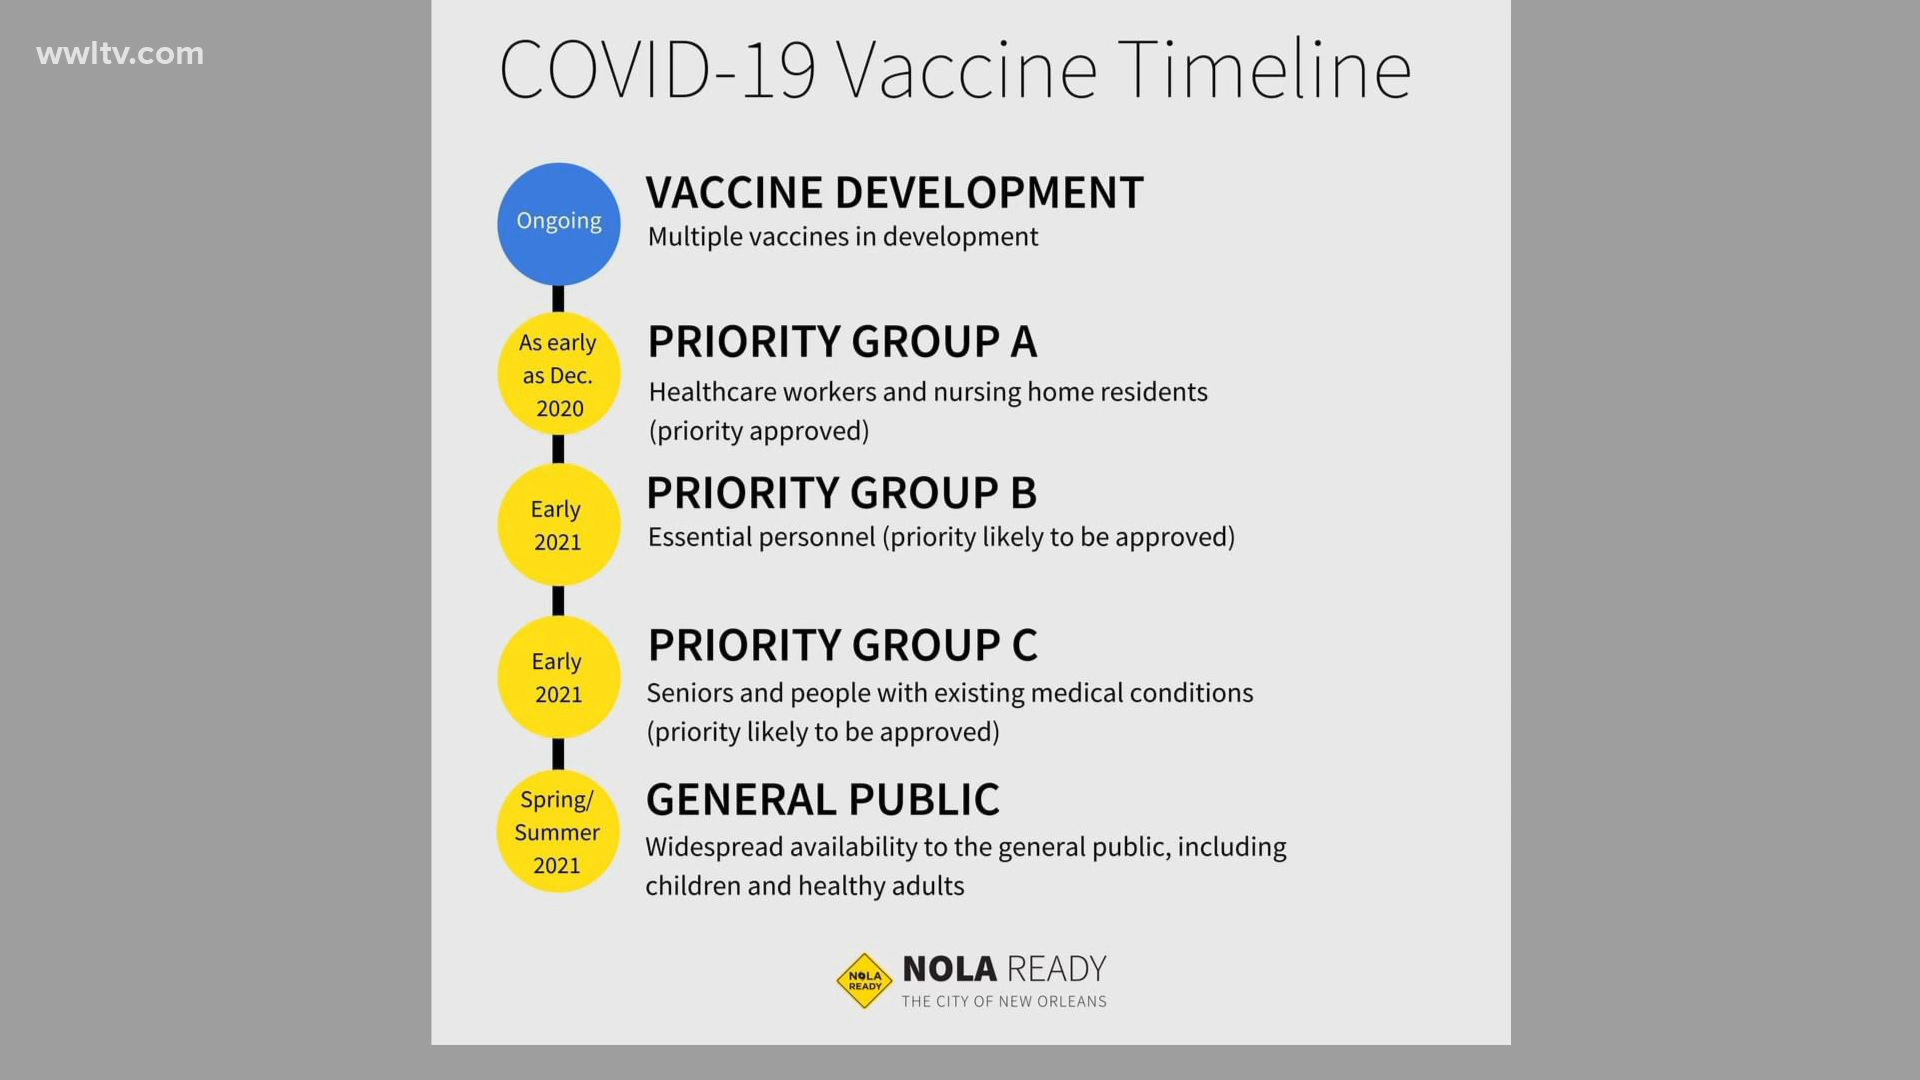 wwltv.com
COVID-19 Vaccine Timeline
Ongoing
VACCINE DEVELOPMENT
Multiple vaccines in development
As early
as Dec.
2020
PRIORITY GROUP A
Healthcare workers and nursing home residents
(priority approved)
Early
2021
PRIORITY GROUP B
Essential personnel (priority likely to be approved)
Early
2021
PRIORITY GROUP C
Seniors and people with existing medical conditions
(priority likely to be approved)
Spring/
Summer
2021
GENERAL PUBLIC
Widespread availability to the general public, including
children and healthy adults
NOLA
READY
NOLA READY
THE CITY OF NEW ORLEANS